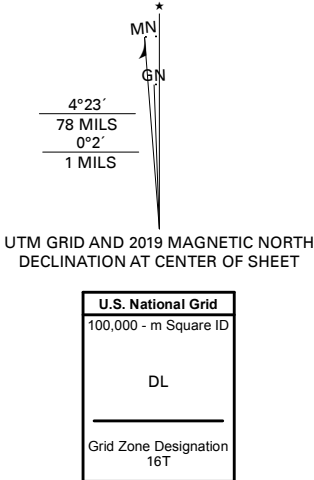 ★
MN
GN
4°23´
78 MILS
0°2´
1 MILS
UTM GRID AND 2019 MAGNETIC NORTH
DECLINATION AT CENTER OF SHEET
U.S. National Grid
100,000 - m Square ID
DL
Grid Zone Designation
16T